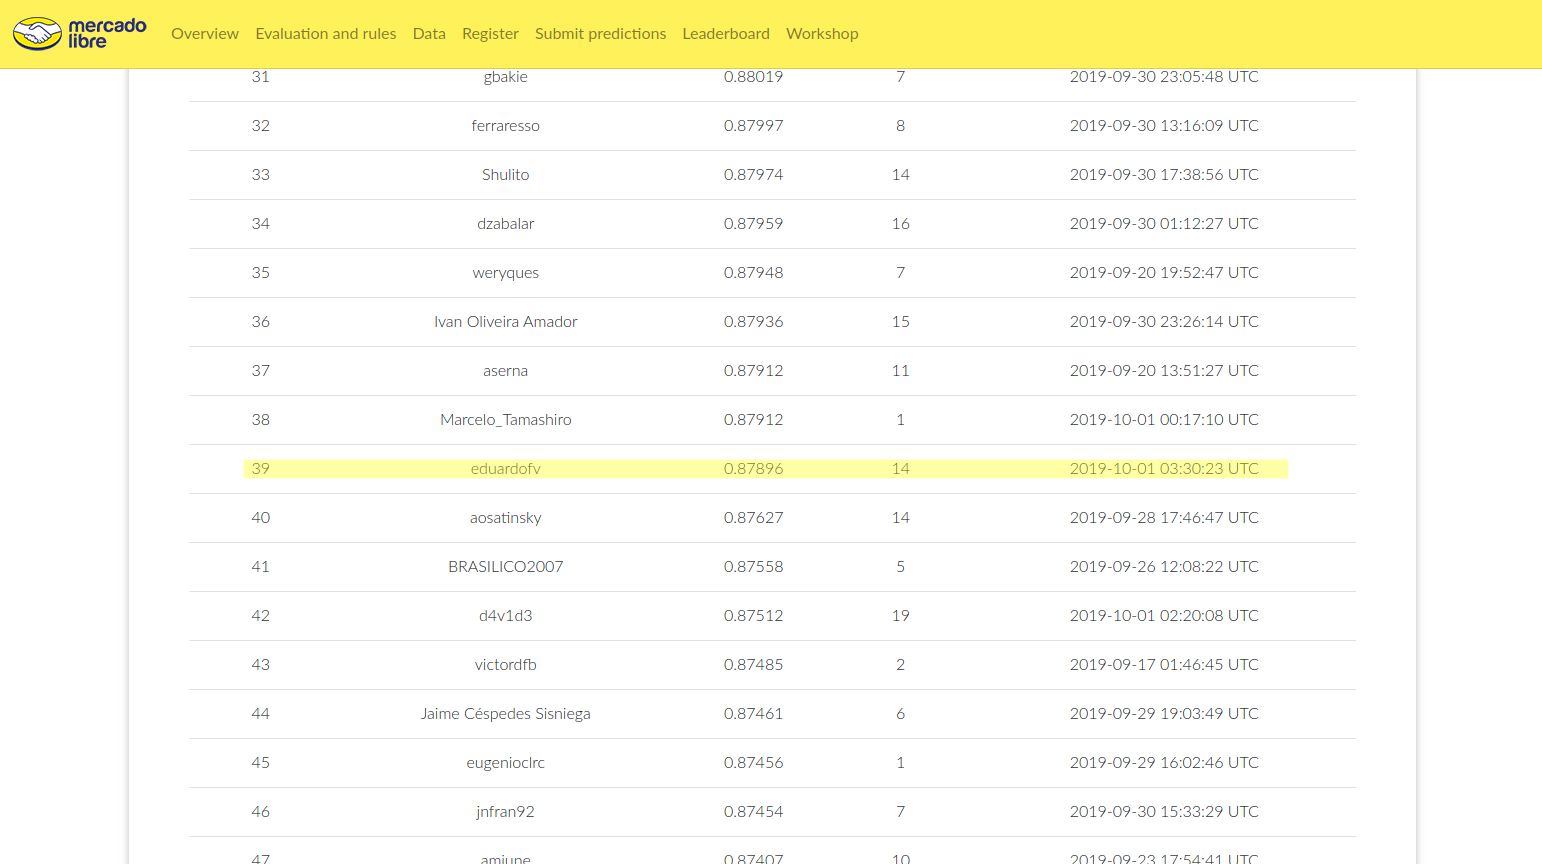 mercado libre Overview Evaluation and rules Data Register Submit predictions Leaderboard Workshop
31 gbakie 0.88019 7 2019-09-30 23:05:48 UTC
32 ferraresso 0.87997 8 2019-09-30 13:16:09 UTC
33 Shulito 0.87974 14 2019-09-30 17:38:56 UTC
34 dzabalar 0.87959 16 2019-09-30 01:12:27 UTC
35 weryques 0.87948 7 2019-09-20 19:52:47 UTC
36 Ivan Oliveira Amador 0.87936 15 2019-09-30 23:26:14 UTC
37 aserna 0.87912 11 2019-09-20 13:51:27 UTC
38 Marcelo_Tamashiro 0.87912 1 2019-10-01 00:17:10 UTC
39 eduardofv 0.87896 14 2019-10-01 03:30:23 UTC
40 aosatinsky 0.87627 14 2019-09-28 17:46:47 UTC
41 BRASILICO2007 0.87558 5 2019-09-26 12:08:22 UTC
42 d4v1d3 0.87512 19 2019-10-01 02:20:08 UTC
43 victordfb 0.87485 2 2019-09-17 01:46:45 UTC
44 Jaime Céspedes Sisniega 0.87461 6 2019-09-29 19:03:49 UTC
45 eugenioclrc 0.87456 1 2019-09-29 16:02:46 UTC
46 jnfran92 0.87454 7 2019-09-30 15:33:29 UTC
47 0.87407 10 2019-09-23 17:54:41 UTC